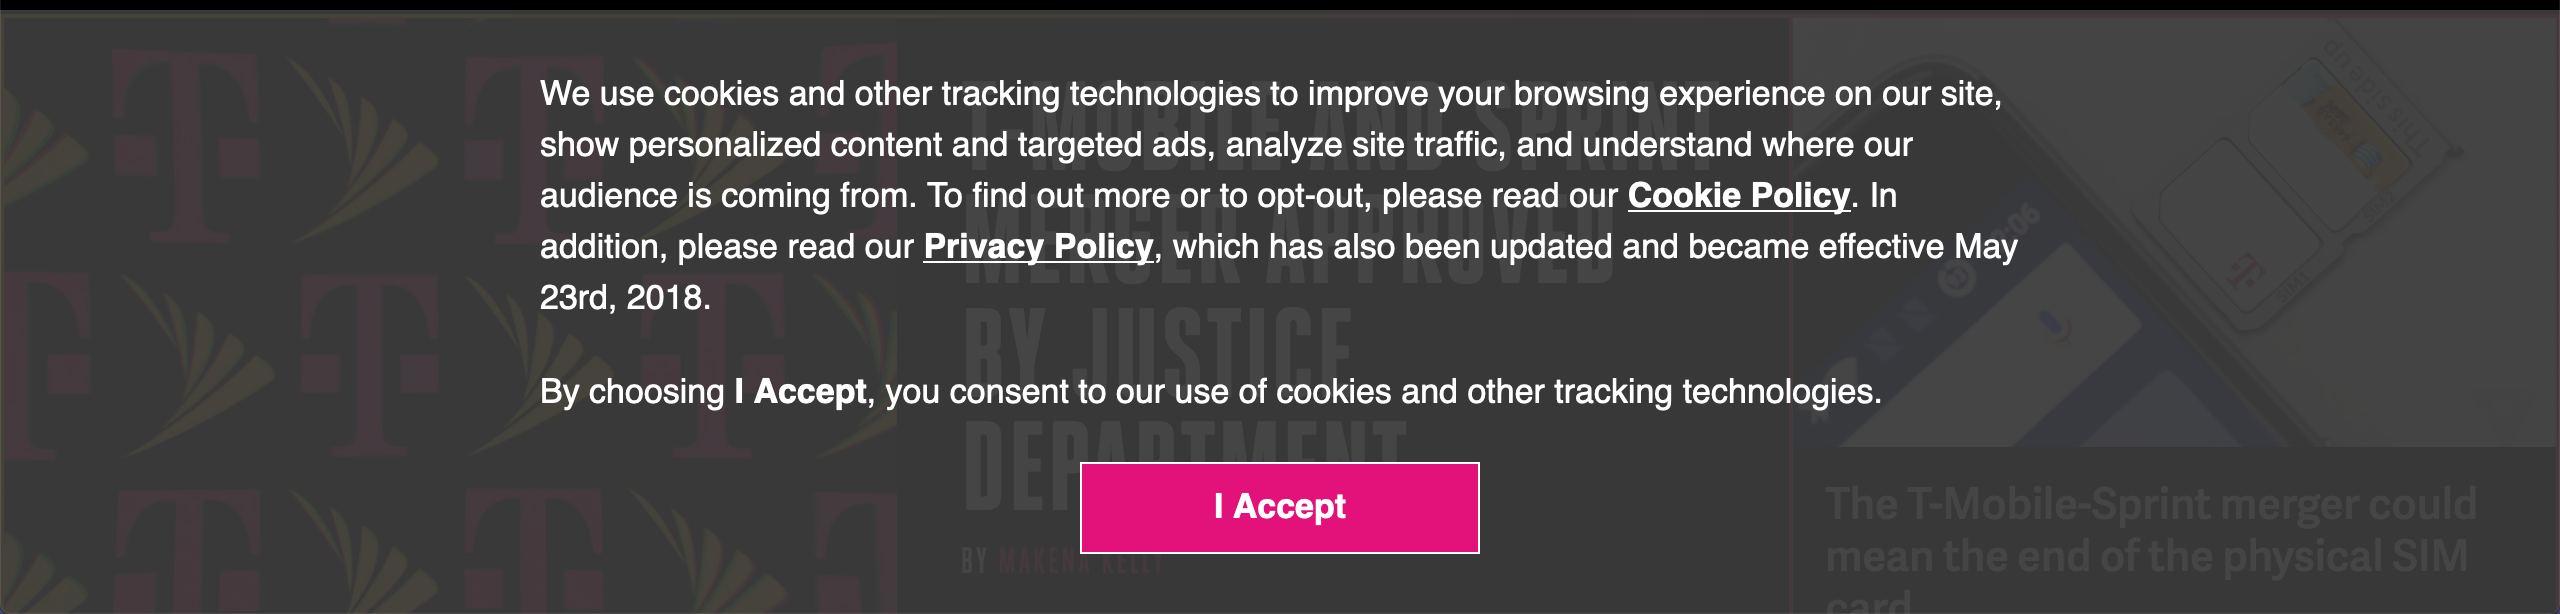 We use cookies and other tracking technologies to improve your browsing experience on our site,
show personalized content and targeted ads, analyze site traffic, and understand where our
audience is coming from. To find out more or to opt-out, please read our Cookie Policy. In
addition, please read our Privacy Policy, which has also been updated and became effective May
23rd, 2018.
By choosing I Accept, you consent to our use of cookies and other tracking technologies.
I Accept
T-MOBILE AND SPRINT
MERGER APPROVED
BY JUSTICE
DEPARTMENT
BY MAKENA KELLY
This side up
The T-Mobile-Sprint merger could
mean the end of the physical SIM
card